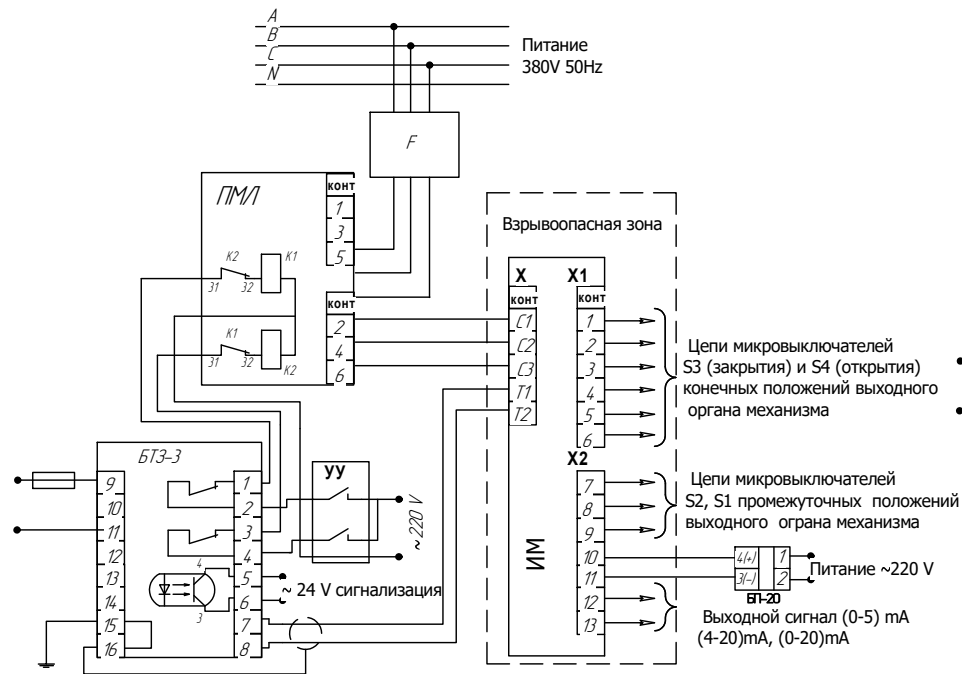 A
B
C
N
Питание
380V 50Hz
F
ПМЛ
конт
1
3
5
К2
К1
31
32
конт
2
4
6
К1
31
32
К2
Взрывоопасная зона
X
X1
конт
C1
C2
C3
T1
T2
конт
1
2
3
4
5
6
Цепи микровыключателей
S3 (закрытия) и S4 (открытия)
конечных положений выходного
органа механизма
X2
7
8
9
10
11
12
13
ИМ
Цепи микровыключателей
S2, S1 промежуточных положений
выходного ограна механизма
4(+)
1
3(-)
2
БП-20
Питание ~220 V
Выходной сигнал (0-5) mA
(4-20)mA, (0-20)mA
БТЗ-3
9
10
11
12
13
14
15
16
1
2
3
4
5
6
7
8
4
3
УУ
~220 V
~ 24 V сигнализация